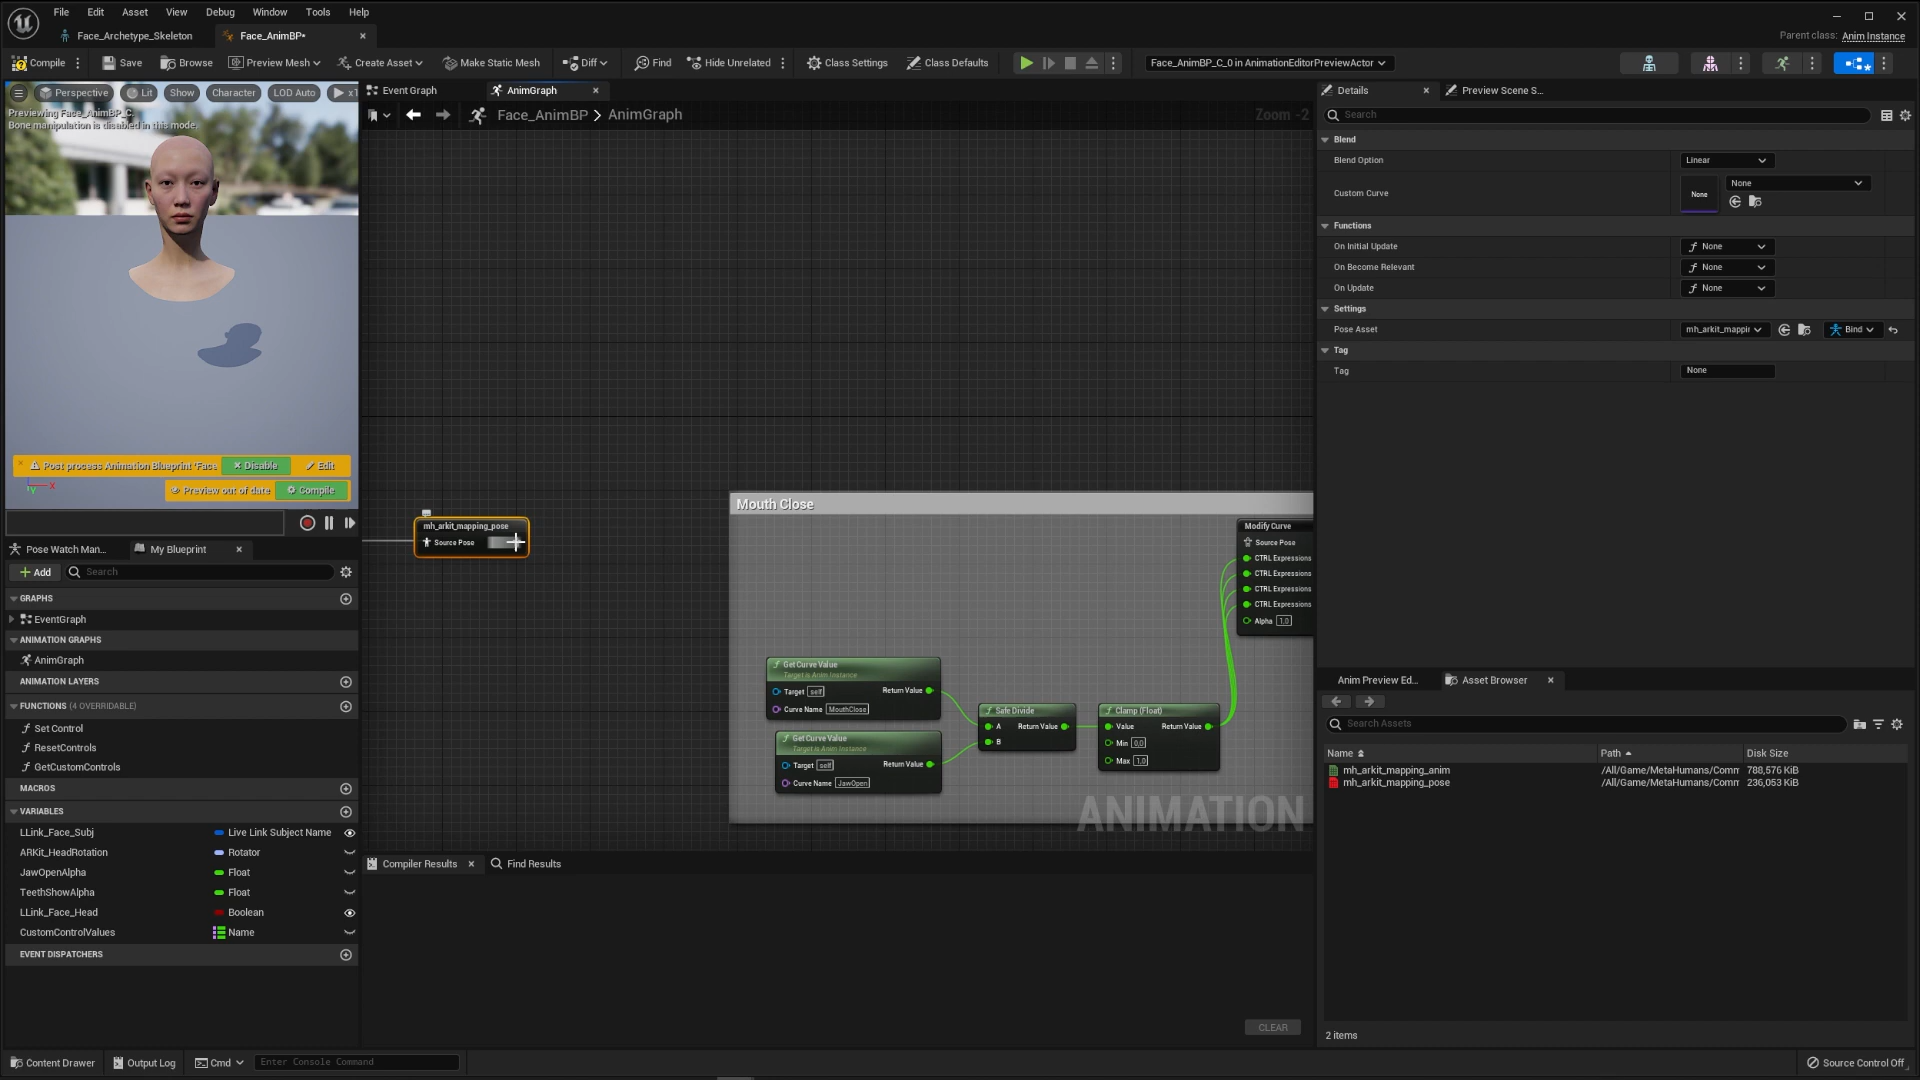 File Edit Asset View Debug Window Tools Help
Face_Archetype_Skeleton Face_AnimBP*
Parent class: Anim Instance
Compile Save Browse Preview Mesh Create Asset Make Static Mesh Diff Find Hide Unrelated Class Settings Class Defaults Face_AnimBP_C_0 in AnimationEditorPreviewActor
Perspective Lit Show Character LOD Auto x1
Previewing Face_AnimBP_C.
Bone manipulation is disabled in this mode.
Post process Animation Blueprint 'Face Disable Edit
Preview out of date Compile
X
Y
Event Graph AnimGraph
Face_AnimBP > AnimGraph
Zoom -2
mh_arkit_mapping_pose
Source Pose
Mouth Close
Modify Curve
Source Pose
CTRL Expressions
CTRL Expressions
CTRL Expressions
CTRL Expressions
Alpha 1,0
Get Curve Value
Target is Anim Instance
Target self Return Value
Curve Name MouthClose
Get Curve Value
Target is Anim Instance
Target self Return Value
Curve Name JawOpen
Safe Divide
A Return Value
B
Clamp (Float)
Value Return Value
Min 0,0
Max 1,0
ANIMATION
Pose Watch Man... My Blueprint
Add Search
GRAPHS
EventGraph
ANIMATION GRAPHS
AnimGraph
ANIMATION LAYERS
FUNCTIONS (4 OVERRIDABLE)
Set Control
ResetControls
GetCustomControls
MACROS
VARIABLES
LLink_Face_Subj Live Link Subject Name
ARKit_HeadRotation Rotator
JawOpenAlpha Float
TeethShowAlpha Float
LLink_Face_Head Boolean
CustomControlValues Name
EVENT DISPATCHERS
Compiler Results Find Results
CLEAR
Details Preview Scene S...
Search
Blend
Blend Option Linear
Custom Curve None None
Functions
On Initial Update None
On Become Relevant None
On Update None
Settings
Pose Asset mh_arkit_mappir Bind
Tag
Tag None
Anim Preview Ed... Asset Browser
Search Assets
Name Path Disk Size
mh_arkit_mapping_anim /All/Game/MetaHumans/Comm 788,576 KiB
mh_arkit_mapping_pose /All/Game/MetaHumans/Comm 236,053 KiB
2 items
Content Drawer Output Log Cmd Enter Console Command Source Control Off